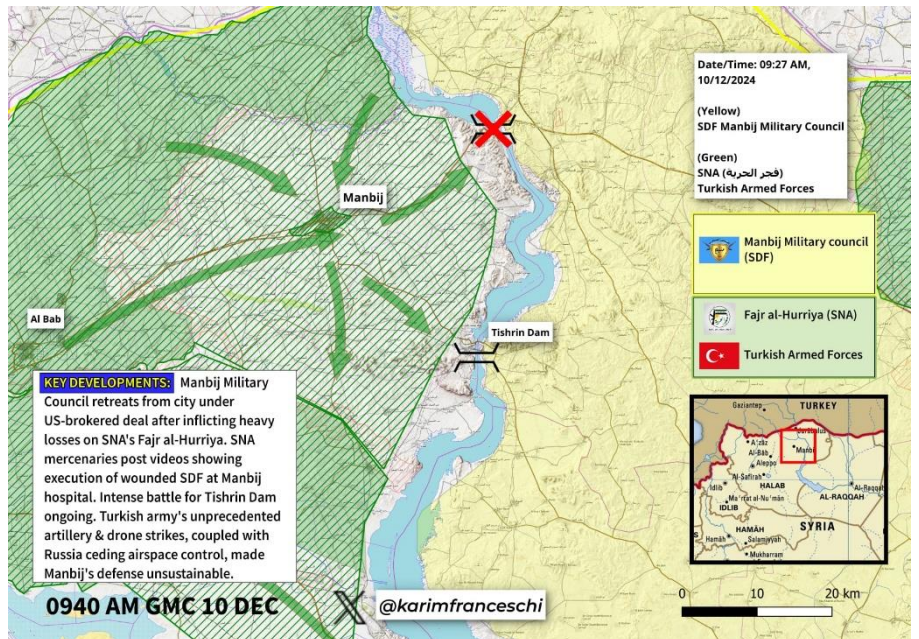 Date/Time: 09:27 AM,
10/12/2024
(Yellow)
SDF Manbij Military Council
(Green)
SNA (فجر الحرية)
Turkish Armed Forces
Manbij
Manbij Military council
(SDF)
Fajr al-Hurriya (SNA)
Turkish Armed Forces
Al Bab
Tishrin Dam
KEY DEVELOPMENTS: Manbij Military
Council retreats from city under
US-brokered deal after inflicting heavy
losses on SNA's Fajr al-Hurriya. SNA
mercenaries post videos showing
execution of wounded SDF at Manbij
hospital. Intense battle for Tishrin Dam
ongoing. Turkish army's unprecedented
artillery & drone strikes, coupled with
Russia ceding airspace control, made
Manbij's defense unsustainable.
Gaziantep
TURKEY
A'zāz
Al-Bāb
Manbij
Aleppo
Idlib
Al-Safirah
HALAB
Ma'rrat al-Nu'mān
IDLIB
AL-RAQQAH
Al-Raqqah
SYRIA
HAMĀH
Hamāh
Salamiyyah
Mukharram
0940 AM GMC 10 DEC
@karimfranceschi
0
10
20 km